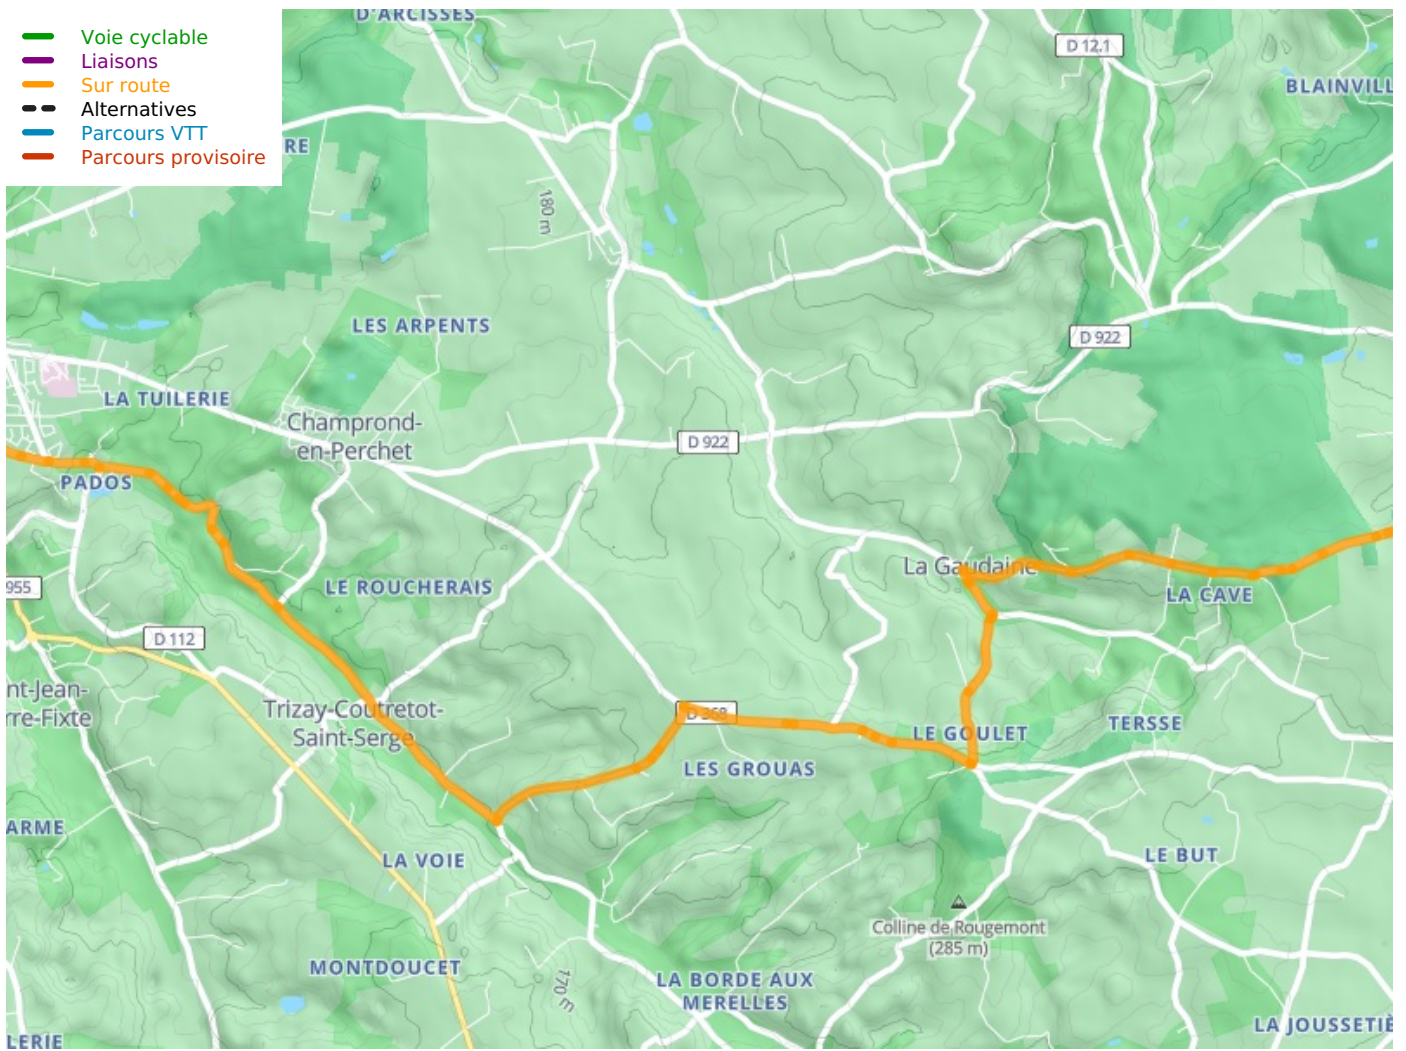 Voie cyclable
Liaisons
Sur route
Alternatives
Parcours VTT
Parcours provisoire
D'ARCISSES
D 12.1
BLAINVILL
RE
180 m
LES ARPENTS
D 922
LA TUILERIE
Champrond-
en-Perchet
D 922
PADOS
La Gaudaine
955
LE ROUCHERAIS
LA CAVE
D 112
nt-Jean-
rre-Fixte
Trizay-Coutretot-
Saint-Serge
D 368
LE GOULET
TERSSE
LES GROUAS
ARME
LA VOIE
LE BUT
Colline de Rougemont
(285 m)
MONTDOUCET
170 m
LA BORDE AUX
MERELLES
LA JOUSSETIÈ
LERIE